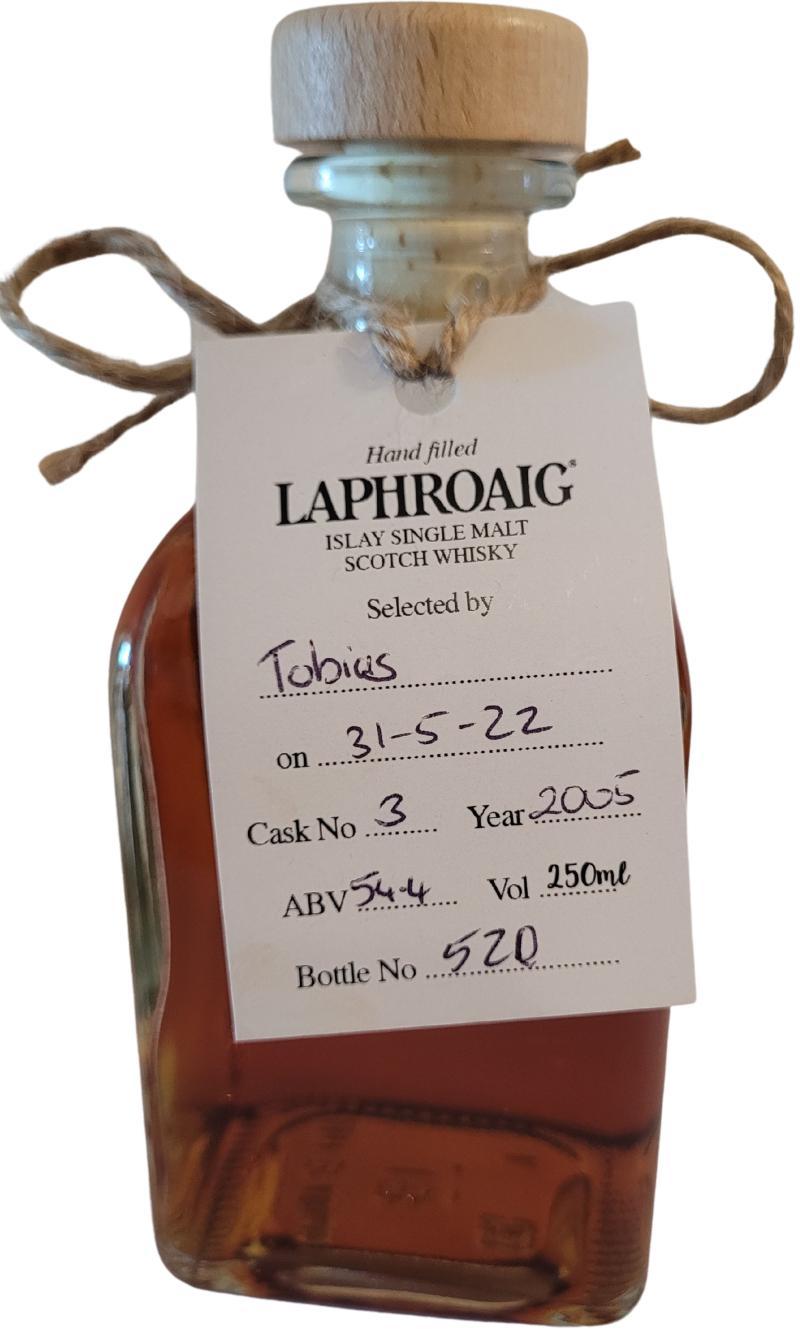 Hand filled
LAPHROAIG®
ISLAY SINGLE MALT
SCOTCH WHISKY
Selected by
Tobias
on 31-5-22
Cask No 3 Year 2005
ABV 54.4 Vol 250ml
Bottle No 520